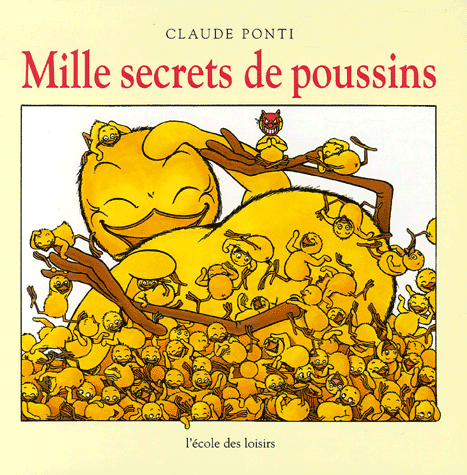 CLAUDE PONTI
Mille secrets de poussins
l'école des loisirs